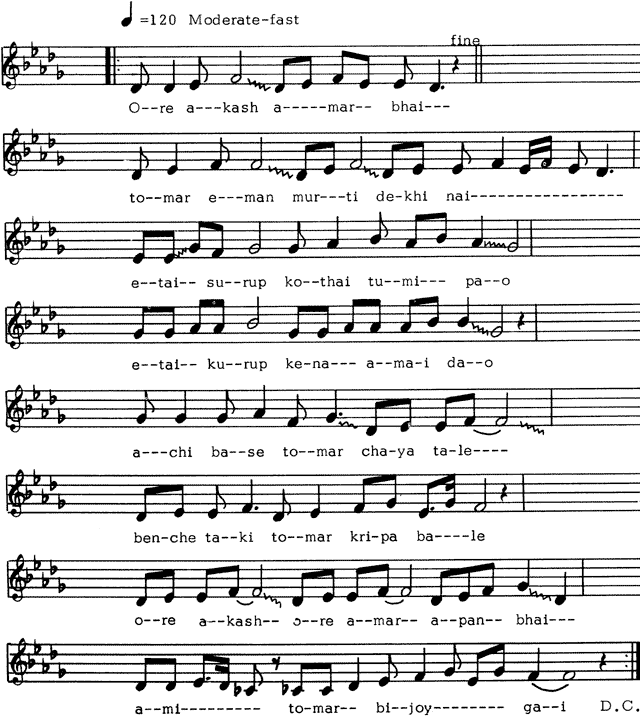 =120 Moderate-fast
fine
O--re a---kash a-----mar-- bhai---
to--mar e---man mur---ti de-khi nai------------------
e--tai-- su--rup ko--thai tu--mi--- pa--o
e--tai-- ku--rup ke-na--- a--ma-i da--o
a---chi ba--se to--mar cha-ya ta-le----
ben-che ta--ki to--mar kri-pa ba----le
o--re a--kash-- o--re a--mar-- a--pan-- bhai---
a--mi--------- to--mar-- bi--joy-------- ga--i D.C.